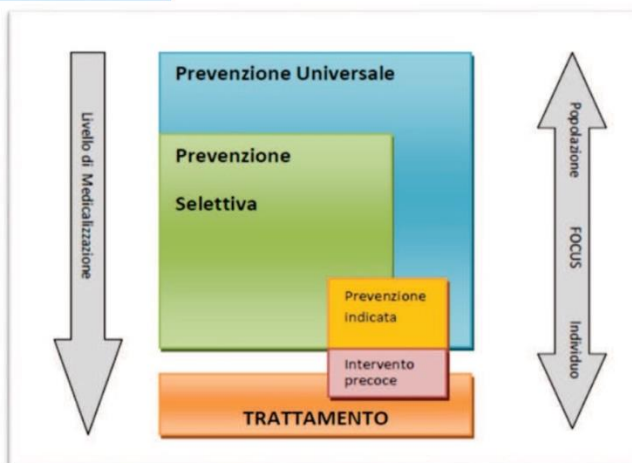 Livello di Medicalizzazione
Prevenzione Universale
Prevenzione
Selettiva
Prevenzione
indicata
Intervento
precoce
TRATTAMENTO
Popolazione
FOCUS
Individuo